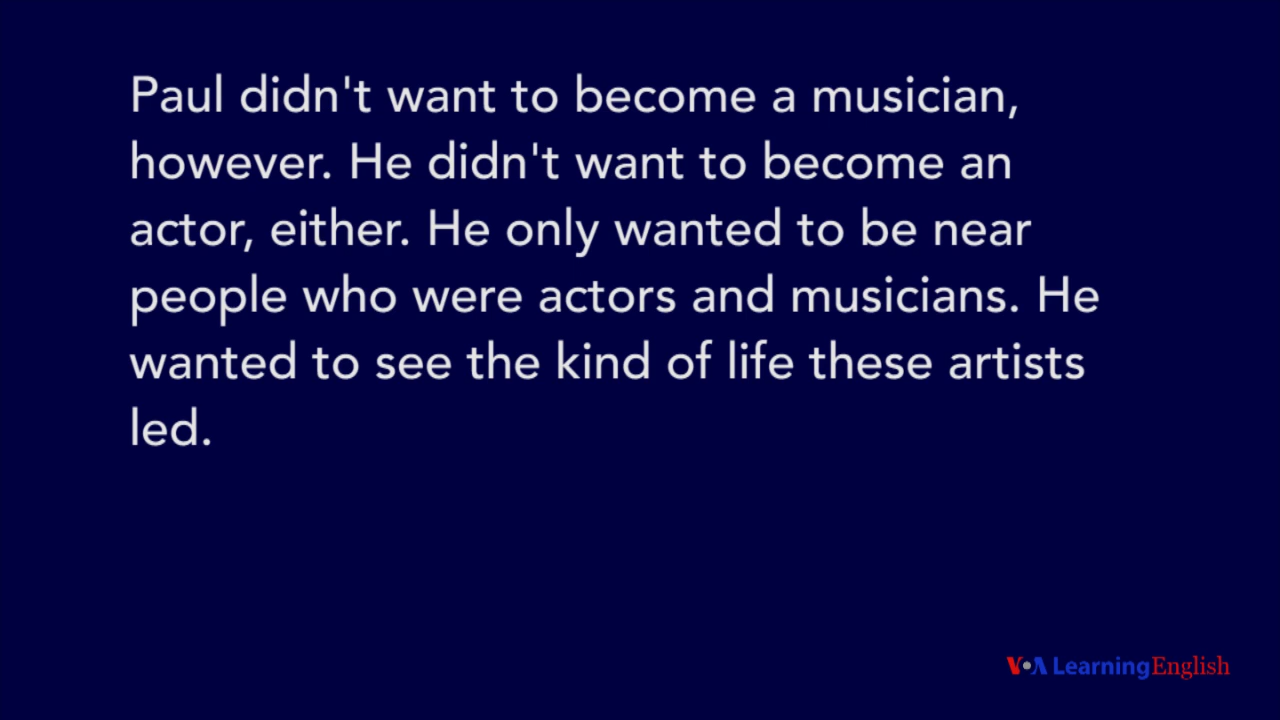 Paul didn't want to become a musician,
however. He didn't want to become an
actor, either. He only wanted to be near
people who were actors and musicians. He
wanted to see the kind of life these artists
led.
VOA Learning English